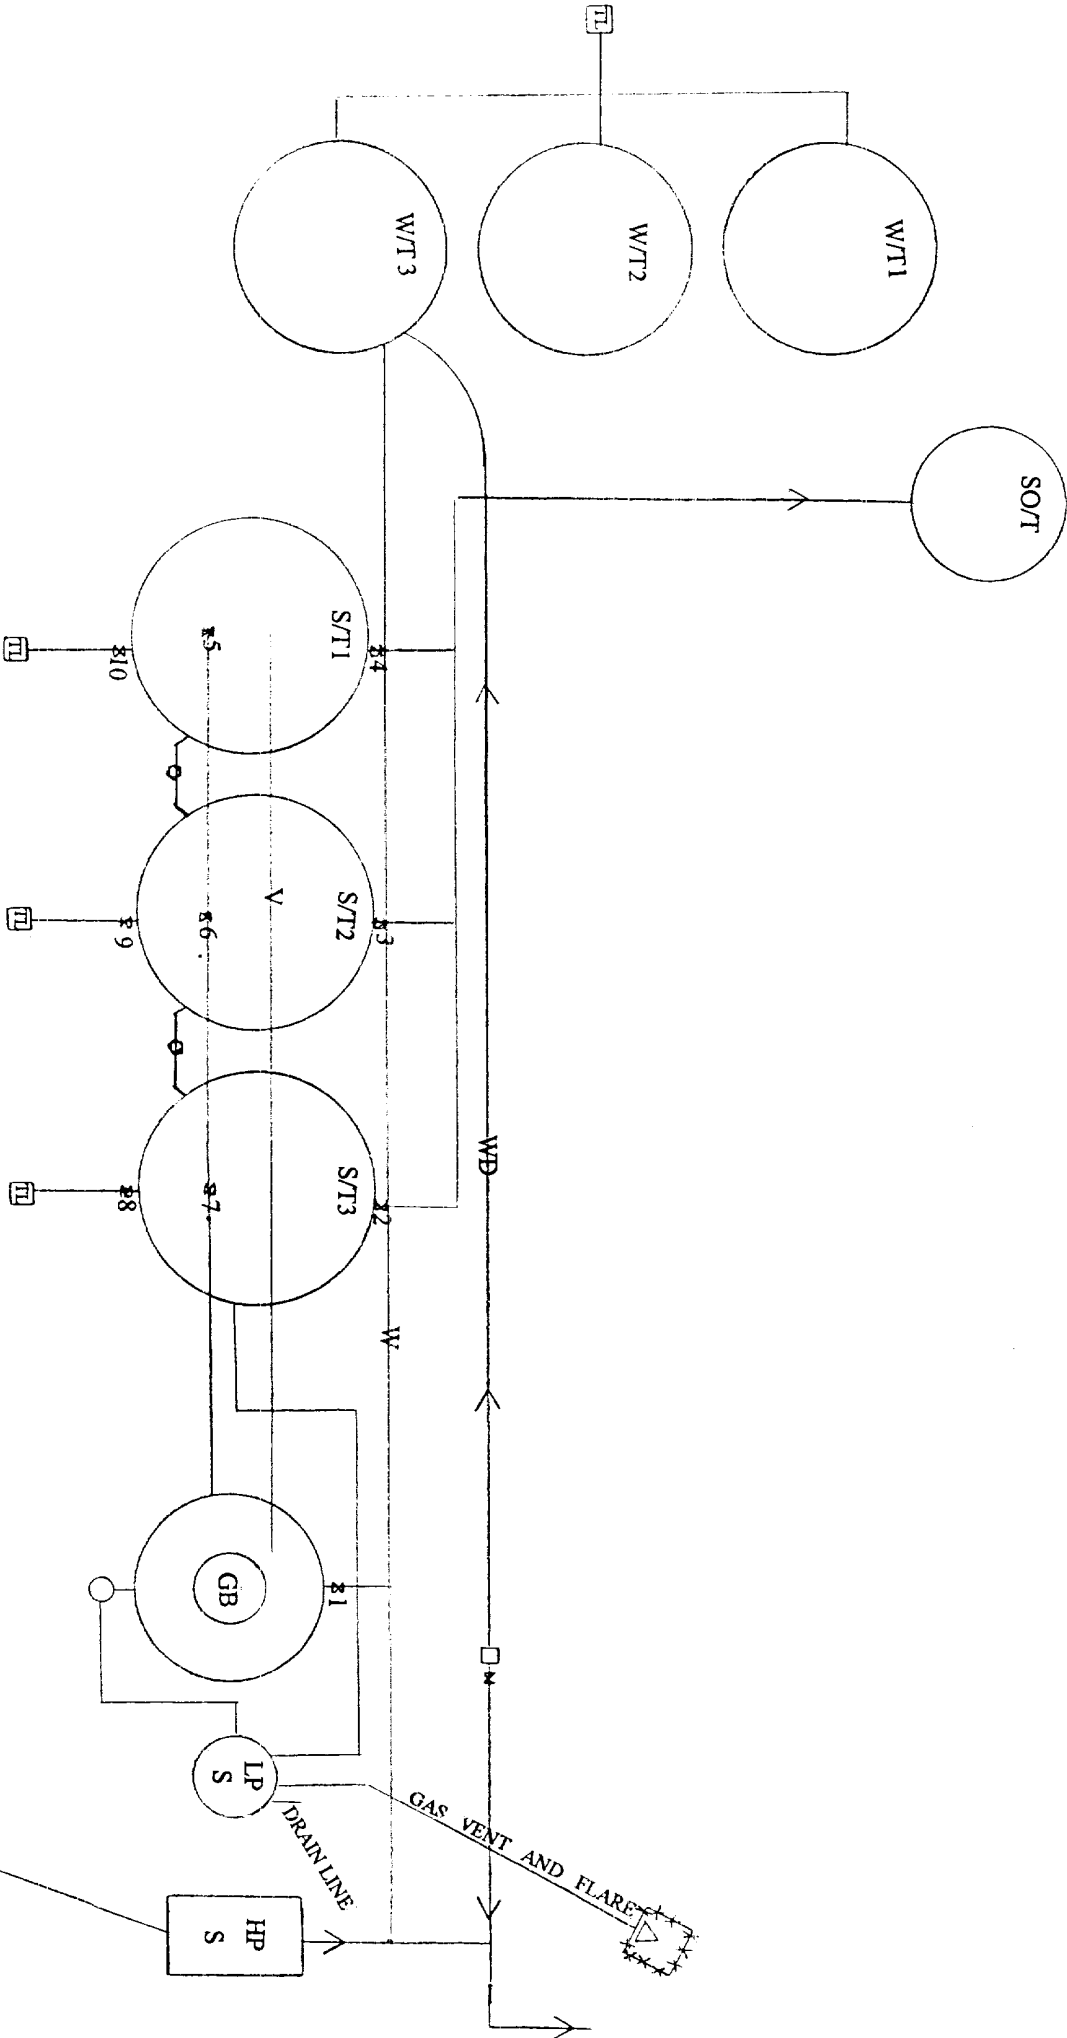 TL
W/T1
W/T2
W/T 3
SO/T
S/T1
S/T2
S/T3
4
3
2
5
6
7
10
9
8
TL
TL
TL
V
W
WD
1
GB
LP
S
DRAIN LINE
GAS VENT AND FLARE
HP
S